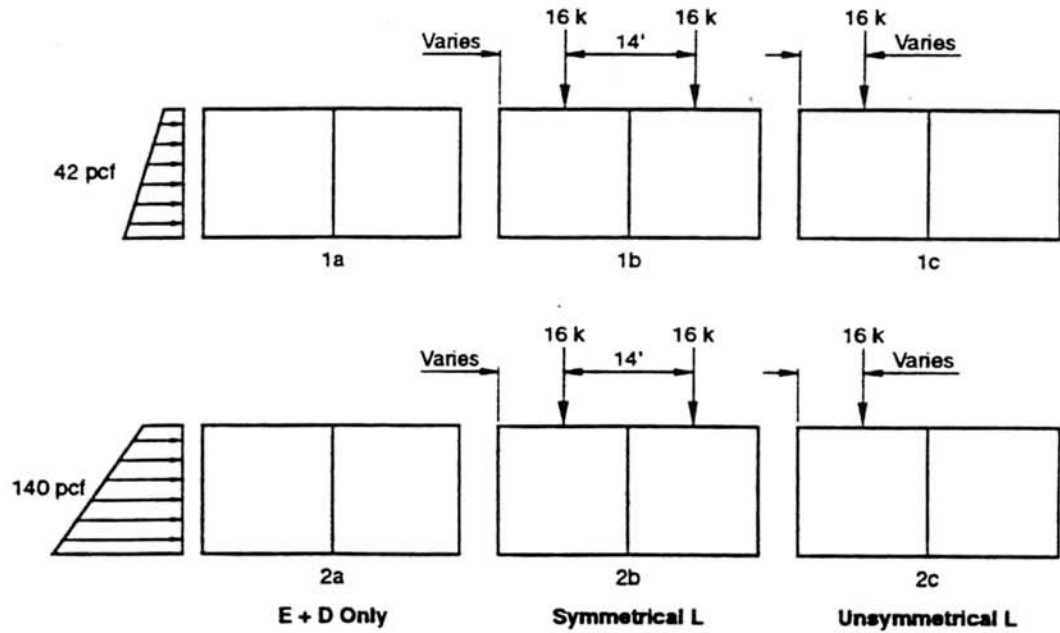 16 k 16 k 16 k
Varies 14' Varies
42 pcf
1a 1b 1c
16 k 16 k 16 k
Varies 14' Varies
140 pcf
2a 2b 2c
E + D Only Symmetrical L Unsymmetrical L